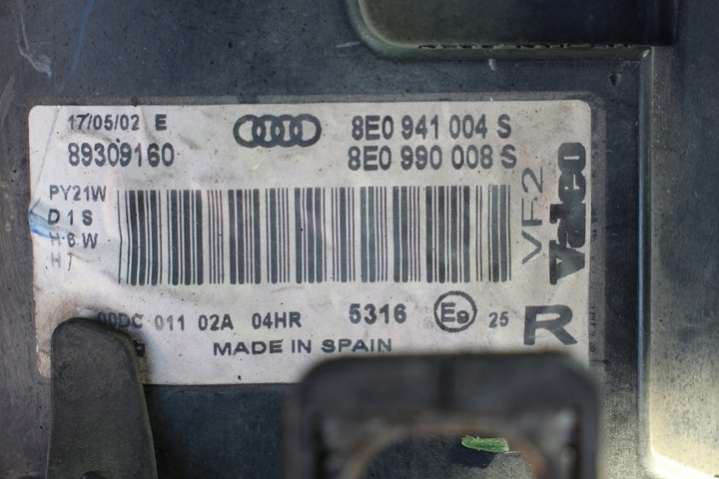 17/05/02 E
8E0 941 004 S
89309160
8E0 990 008 S
PY21W
D1S
H6W
H7
VF2
Valeo
00DC 011 02A 04HR
5316
E9
25
R
MADE IN SPAIN